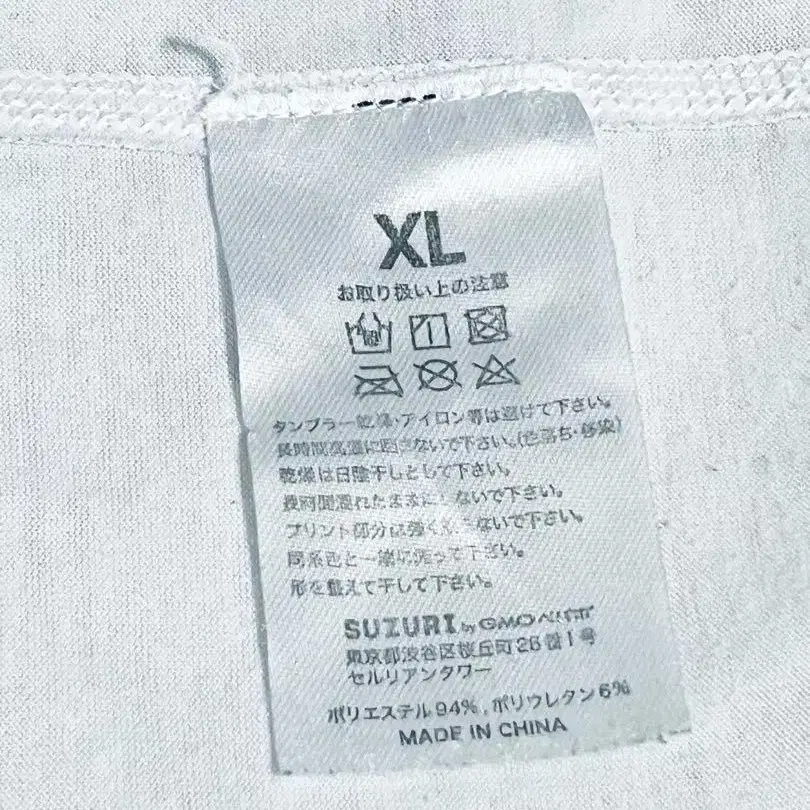 XL
お取り扱い上の注意
タンブラー乾燥・アイロン等は避けて下さい。
長時間高温に困らないで下さい。(色落ち・移染)
乾燥は日陰干しとして下さい。
長時間濡れたままにしないで下さい。
プリント部分は強くしないで下さい。
同系色と一緒に洗って下さい。
形を整えて干して下さい。
SUZURI by GMOペパボ
東京都渋谷区桜丘町26番1号
セルリアンタワー
ポリエステル94%, ポリウレタン6%
MADE IN CHINA